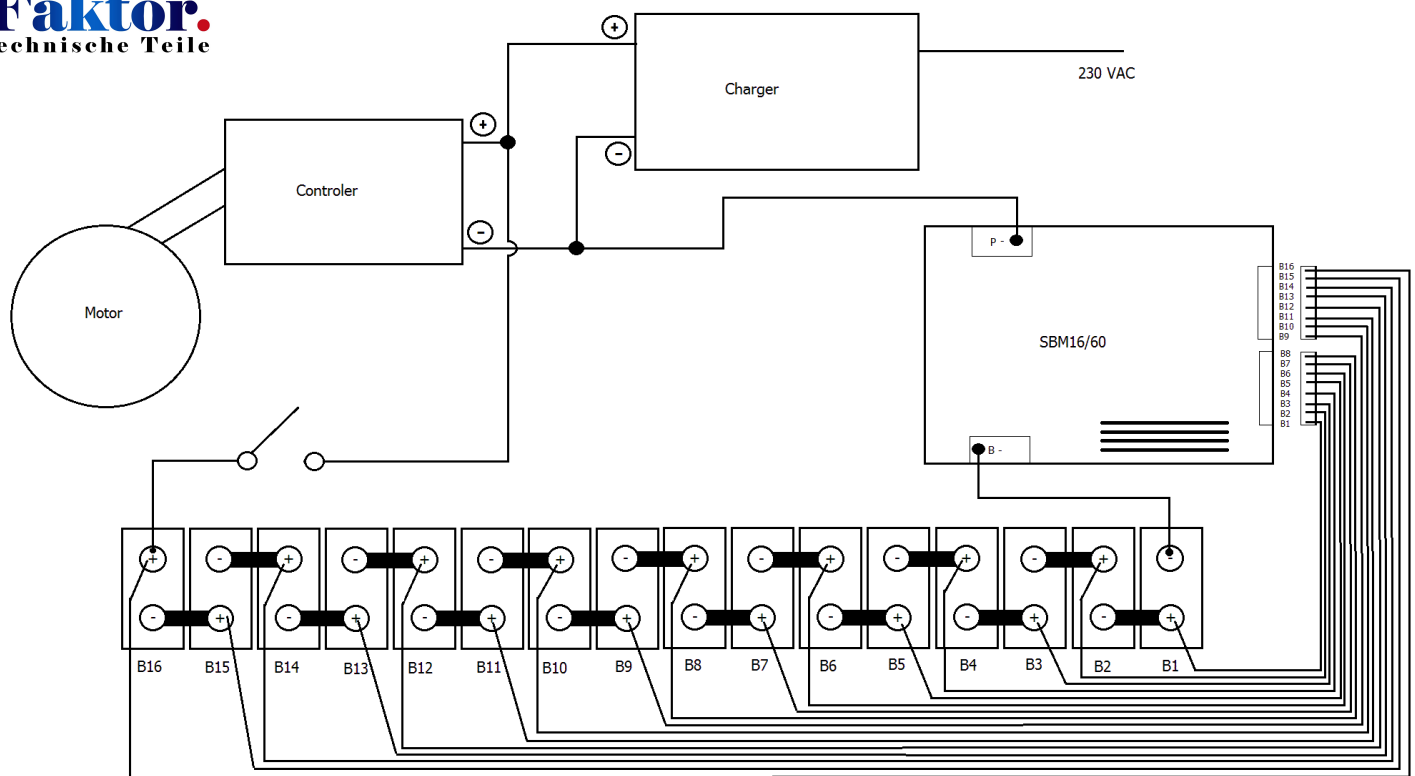 Faktor.
echnische Teile
+
Charger
230 VAC
-
+
Controler
-
Motor
P -
SBM16/60
B -
B16
B15
B14
B13
B12
B11
B10
B9
B8
B7
B6
B5
B4
B3
B2
B1
+ - + - + - + - + - + - + - + -
- + - + - + - + - + - + - + - +
B16 B15 B14 B13 B12 B11 B10 B9 B8 B7 B6 B5 B4 B3 B2 B1